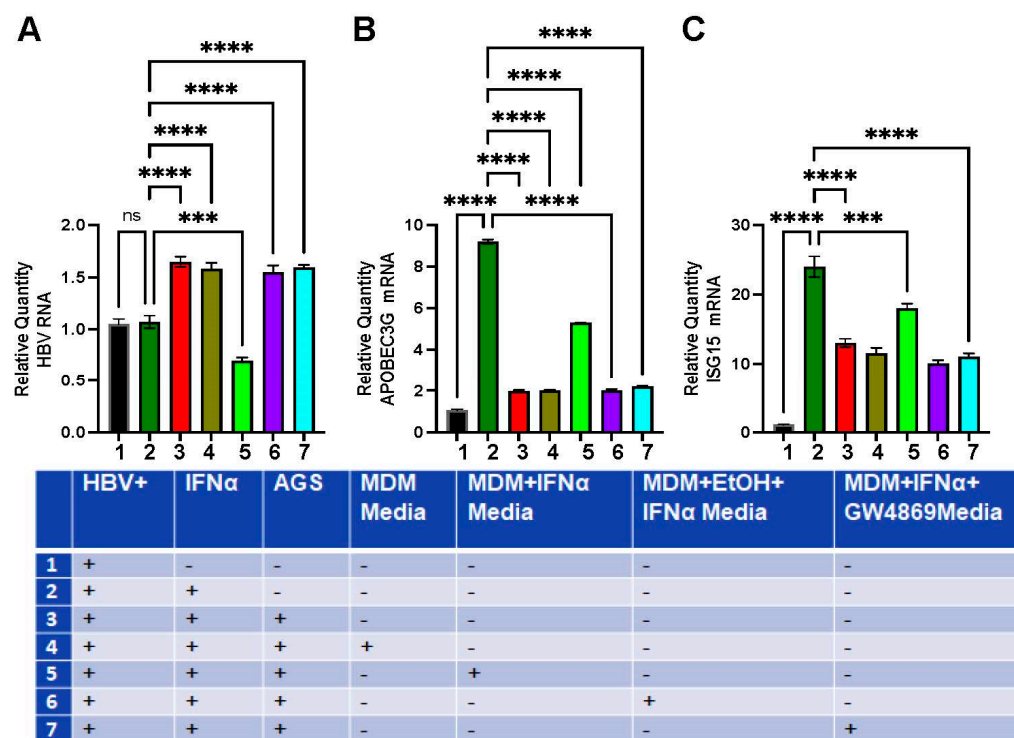 A
B
C
****
****
****
****
ns
***
Relative Quantity
HBV RNA
2.0
1.5
1.0
0.5
0.0
1 2 3 4 5 6 7
****
****
****
****
****
****
Relative Quantity
APOBEC3G mRNA
10
8
6
4
2
0
1 2 3 4 5 6 7
****
****
****
***
Relative Quantity
ISG15 mRNA
30
20
10
0
1 2 3 4 5 6 7
HBV+ IFNα AGS MDM Media MDM+IFNα Media MDM+EtOH+ IFNα Media MDM+IFNα+ GW4869Media
1 + - - - - - -
2 + + - - - - -
3 + + + - - - -
4 + + + + - - -
5 + + + - + - -
6 + + + - - + -
7 + + + - - - +